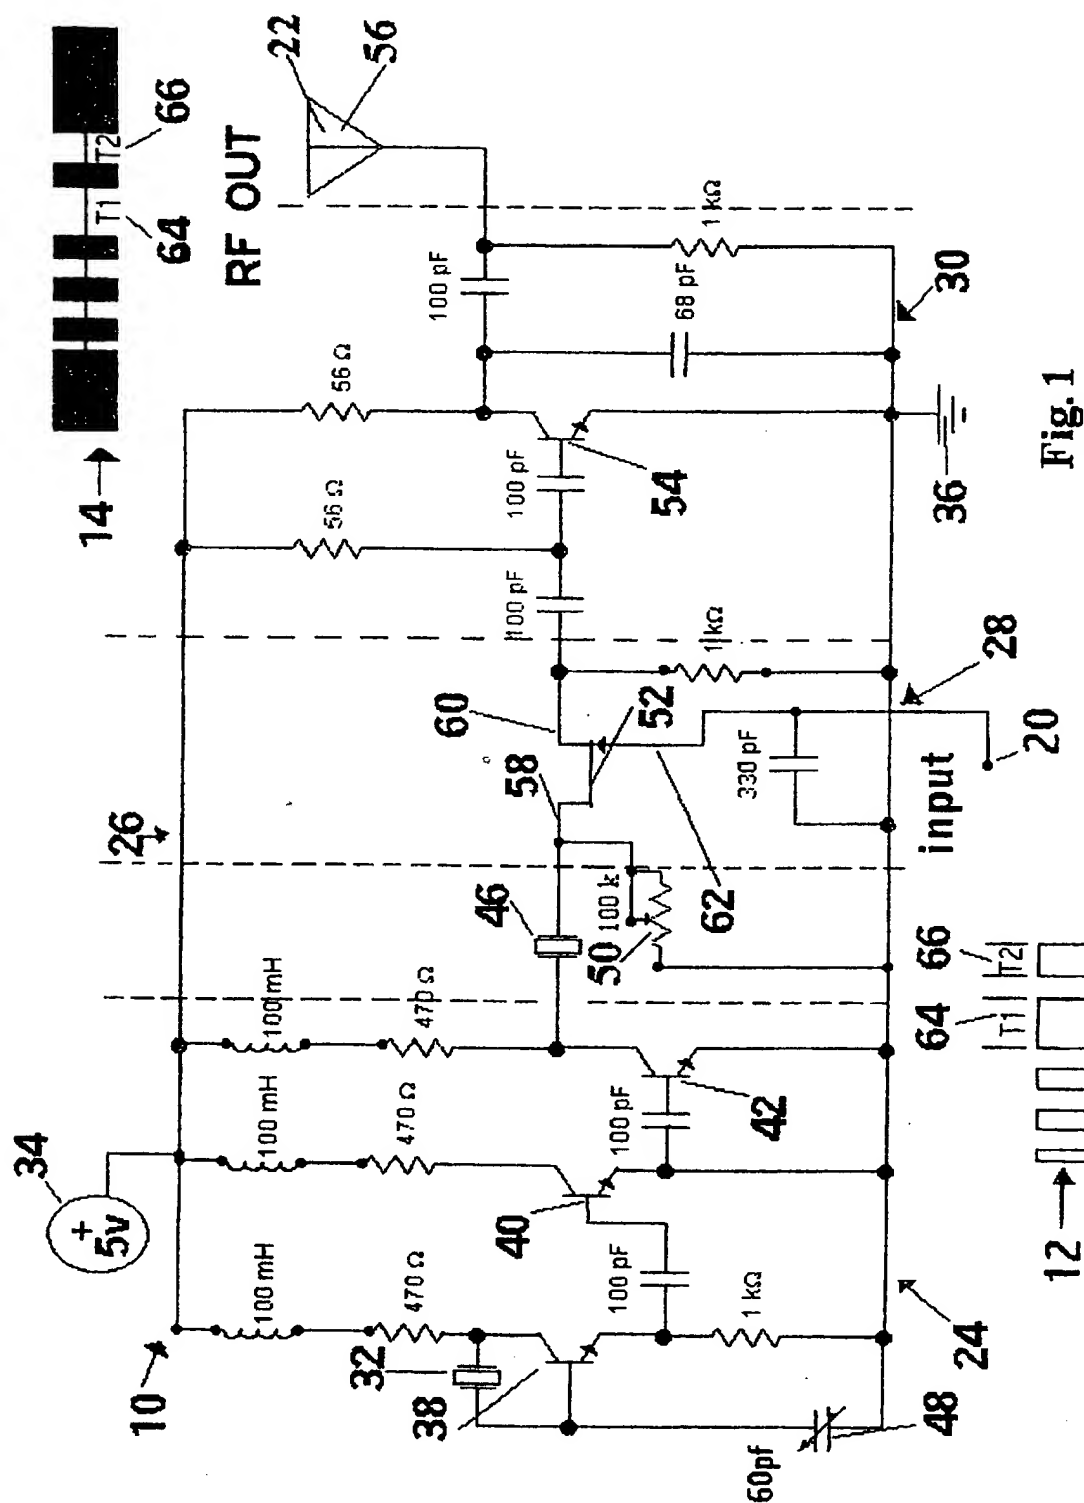 14
T1
T2
64
66
RF OUT
22
56
34
+
5v
10
26
100 mH
100 mH
100 mH
470 Ω
470 Ω
470 Ω
56 Ω
56 Ω
32
38
40
42
46
58
60
52
54
100 pF
100 pF
100 pF
100 pF
100 pF
100 k
50
62
68 pF
1 kΩ
1 kΩ
1 kΩ
330 pF
60pf
48
24
28
30
36
input
20
12
64
66
T1
T2
Fig. 1